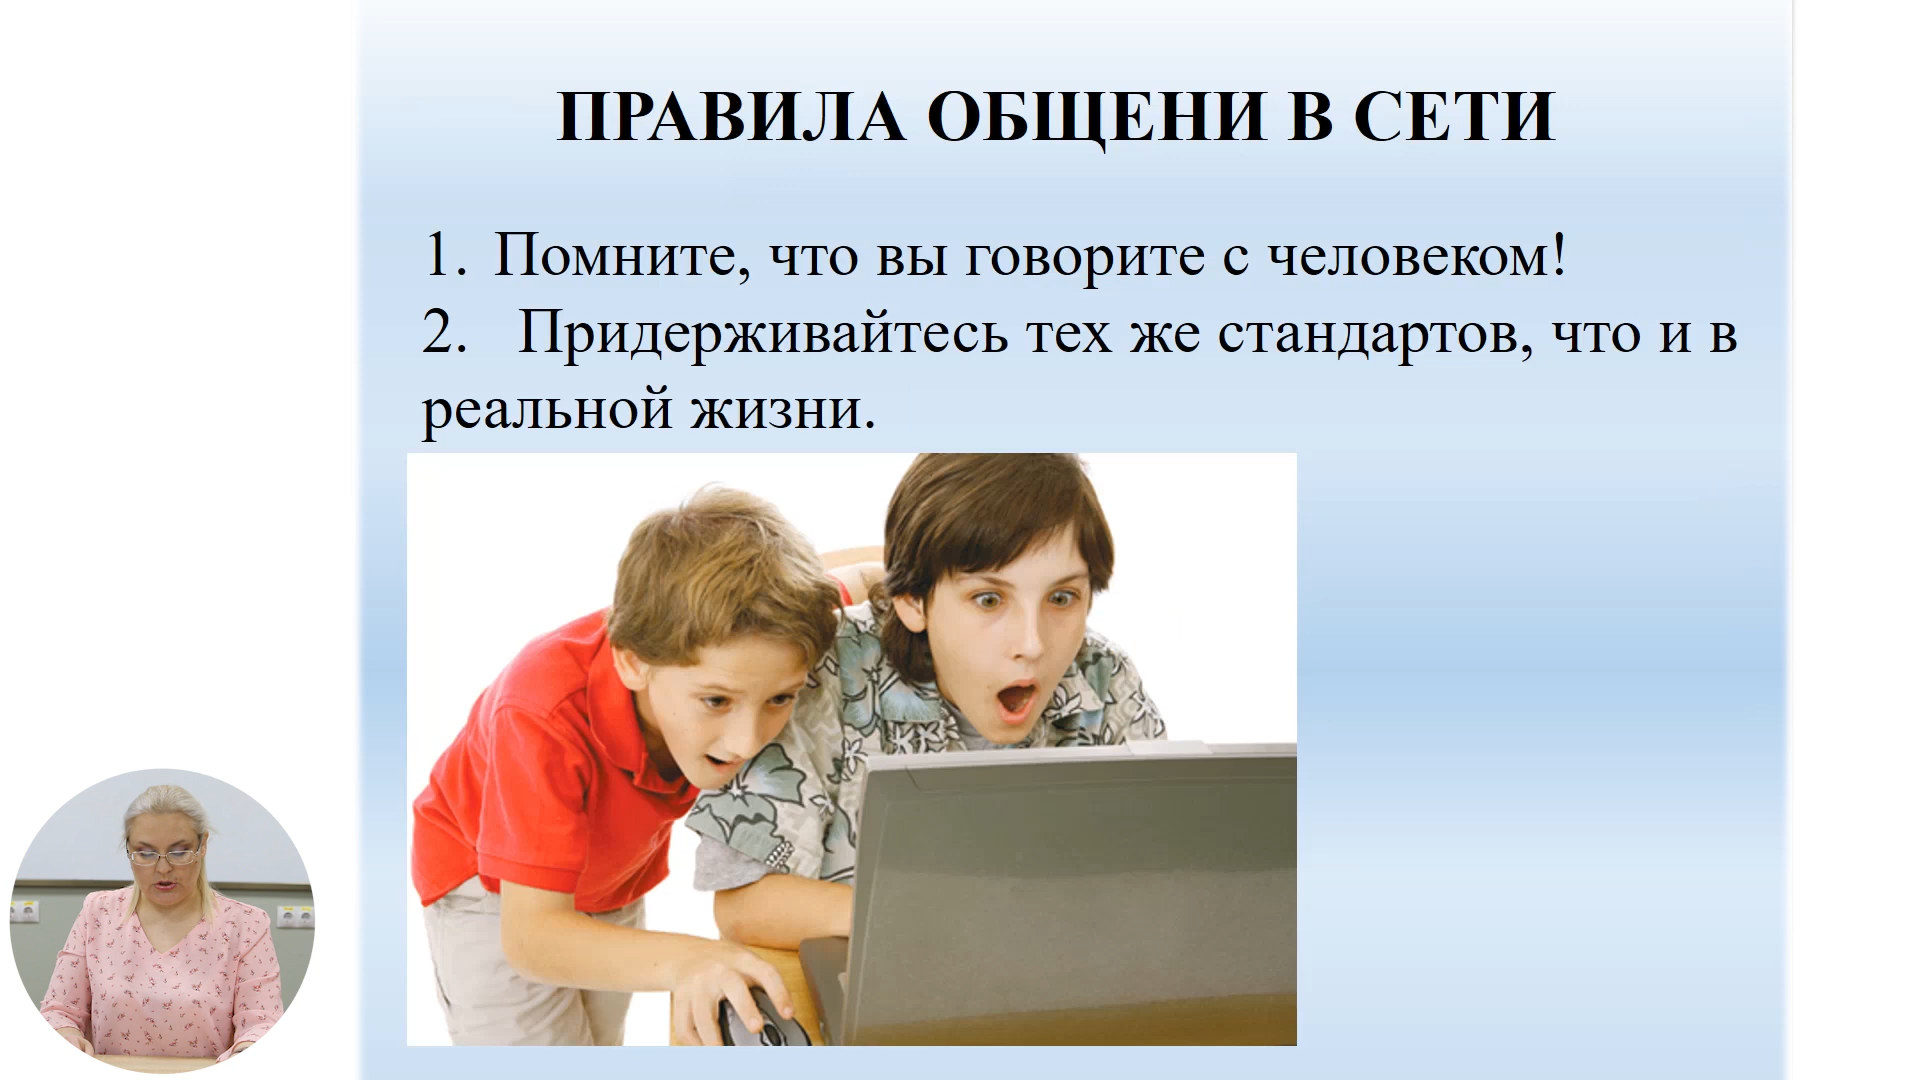 ПРАВИЛА ОБЩЕНИ В СЕТИ
1. Помните, что вы говорите с человеком!
2. Придерживайтесь тех же стандартов, что и в
реальной жизни.